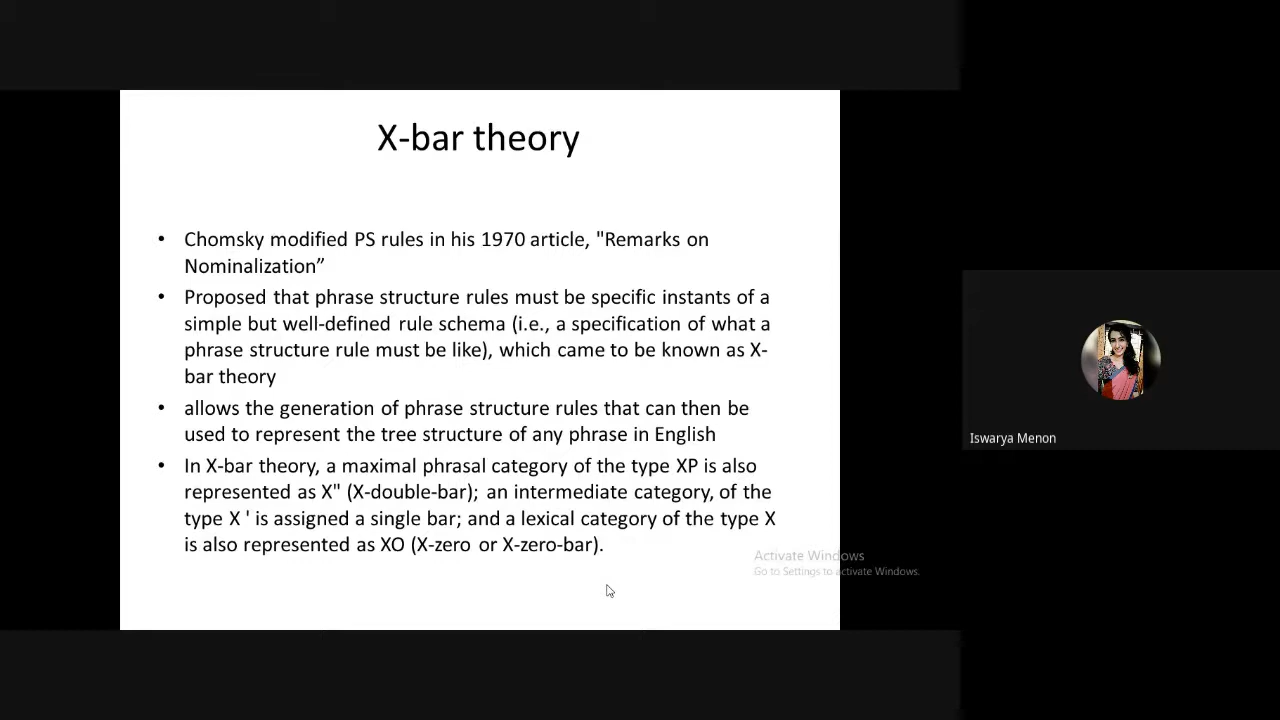 X-bar theory
• Chomsky modified PS rules in his 1970 article, "Remarks on
Nominalization”
• Proposed that phrase structure rules must be specific instants of a
simple but well-defined rule schema (i.e., a specification of what a
phrase structure rule must be like), which came to be known as X-
bar theory
• allows the generation of phrase structure rules that can then be
used to represent the tree structure of any phrase in English
• In X-bar theory, a maximal phrasal category of the type XP is also
represented as X" (X-double-bar); an intermediate category, of the
type X ' is assigned a single bar; and a lexical category of the type X
is also represented as XO (X-zero or X-zero-bar).
Activate Windows
Go to Settings to activate Windows.
Iswarya Menon